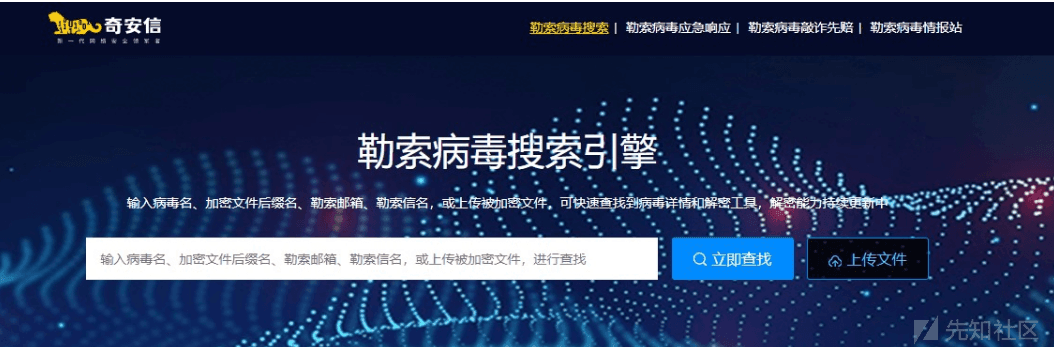 奇安信
新一代网络安全领军者
勒索病毒搜索 | 勒索病毒应急响应 | 勒索病毒敲诈先赔 | 勒索病毒情报站
勒索病毒搜索引擎
输入病毒名、加密文件后缀名、勒索邮箱、勒索信名，或上传被加密文件，可快速查找到病毒详情和解密工具，解密能力持续更新中
输入病毒名、加密文件后缀名、勒索邮箱、勒索信名，或上传被加密文件，进行查找
立即查找
上传文件
先知社区